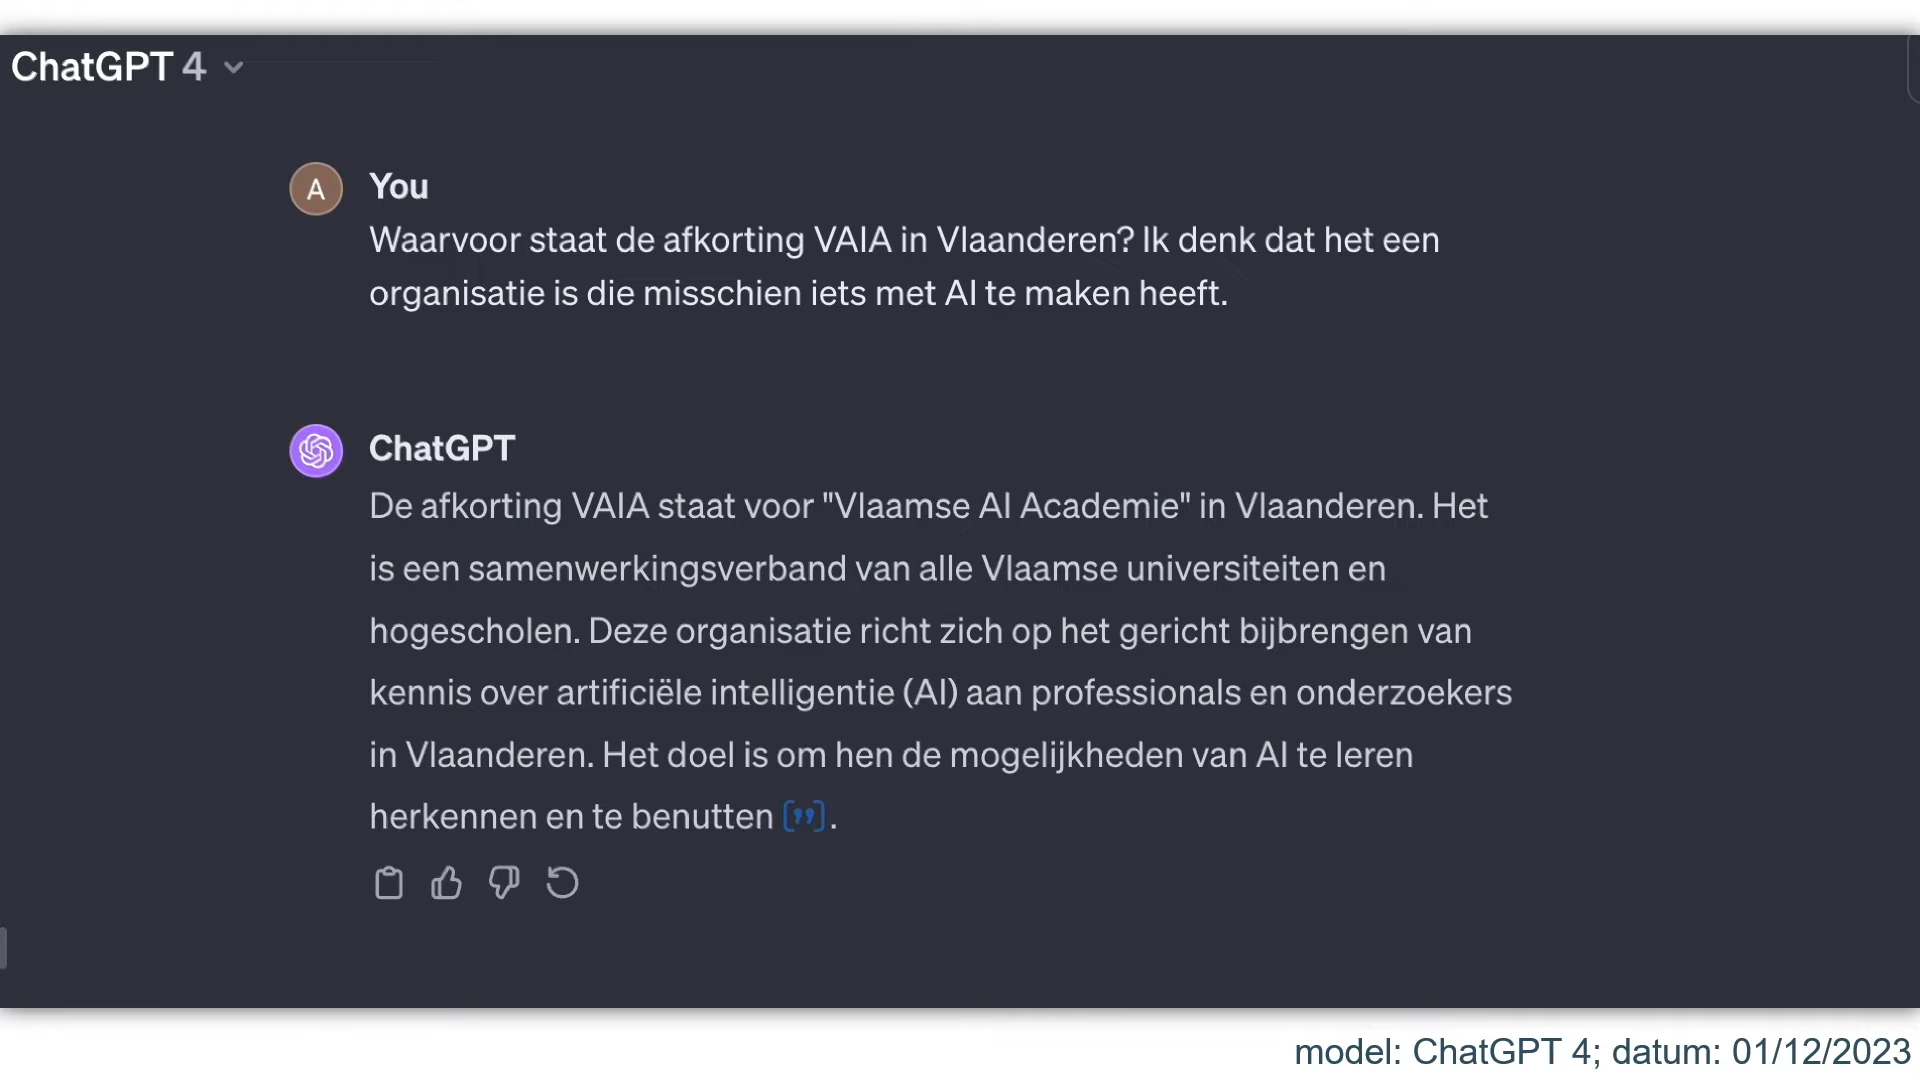 ChatGPT 4
A
You
Waarvoor staat de afkorting VAIA in Vlaanderen? Ik denk dat het een
organisatie is die misschien iets met AI te maken heeft.
ChatGPT
De afkorting VAIA staat voor "Vlaamse AI Academie" in Vlaanderen. Het
is een samenwerkingsverband van alle Vlaamse universiteiten en
hogescholen. Deze organisatie richt zich op het gericht bijbrengen van
kennis over artificiële intelligentie (AI) aan professionals en onderzoekers
in Vlaanderen. Het doel is om hen de mogelijkheden van AI te leren
herkennen en te benutten [”].
model: ChatGPT 4; datum: 01/12/2023